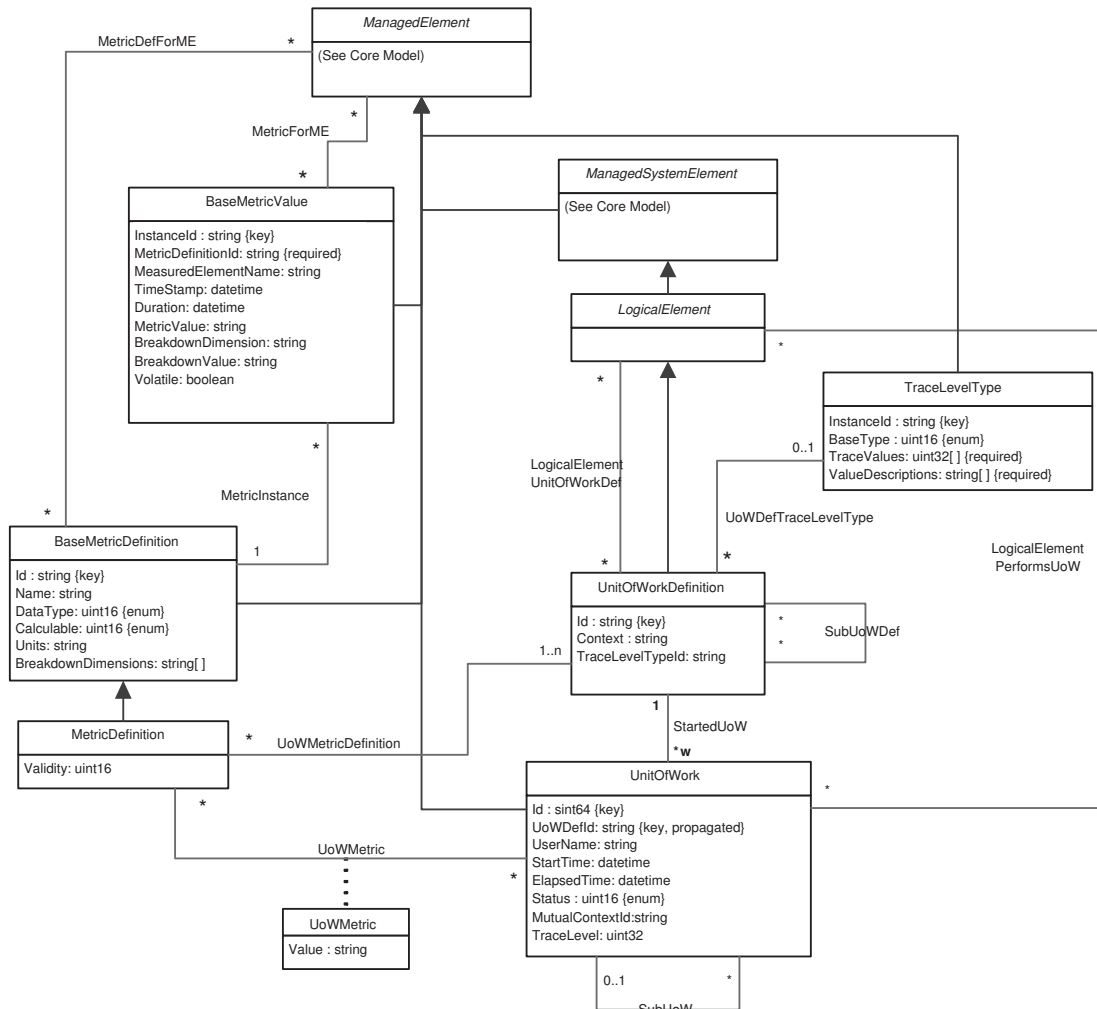 ManagedElement
(See Core Model)
MetricDefForME
*
*
MetricForME
*
ManagedSystemElement
(See Core Model)
BaseMetricValue
InstanceId : string {key}
MetricDefinitionId: string {required}
MeasuredElementName: string
TimeStamp: datetime
Duration: datetime
MetricValue: string
BreakdownDimension: string
BreakdownValue: string
Volatile: boolean
LogicalElement
*
*
TraceLevelType
InstanceId : string {key}
BaseType : uint16 {enum}
TraceValues: uint32[ ] {required}
ValueDescriptions: string[ ] {required}
*
0..1
LogicalElement
UnitOfWorkDef
MetricInstance
UoWDefTraceLevelType
*
BaseMetricDefinition
Id : string {key}
Name: string
DataType: uint16 {enum}
Calculable: uint16 {enum}
Units: string
BreakdownDimensions: string[ ]
1
*
*
LogicalElement
PerformsUoW
UnitOfWorkDefinition
Id : string {key}
Context : string
TraceLevelTypeId: string
*
*
SubUoWDef
1..n
1
StartedUoW
*w
MetricDefinition
Validity: uint16
*
UoWMetricDefinition
*
UnitOfWork
Id : sint64 {key}
UoWDefId: string {key, propagated}
UserName: string
StartTime: datetime
ElapsedTime: datetime
Status : uint16 {enum}
MutualContextId:string
TraceLevel: uint32
*
UoWMetric
*
UoWMetric
Value : string
0..1
*
SubUoW